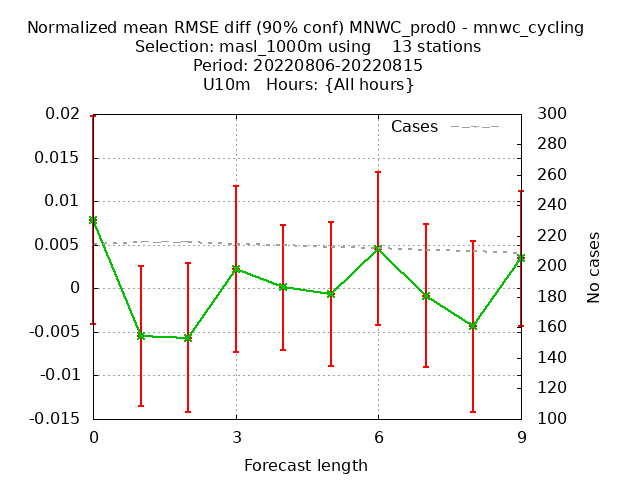 Normalized mean RMSE diff (90% conf) MNWC_prod0 - mnwc_cycling
Selection: masl_1000m using    13 stations
Period: 20220806-20220815
U10m   Hours: {All hours}
Cases
0.02
0.015
0.01
0.005
0
-0.005
-0.01
-0.015
300
280
260
240
220
200
180
160
140
120
100
No cases
0 3 6 9
Forecast length